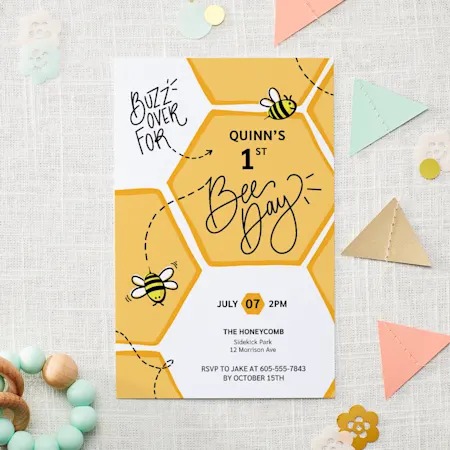 BUZZ
OVER
FOR
QUINN'S
1ST
Bee
Day
JULY 07 2PM
THE HONEYCOMB
Sidekick Park
12 Morrison Ave
RSVP TO JAKE AT 605-555-7843
BY OCTOBER 15TH